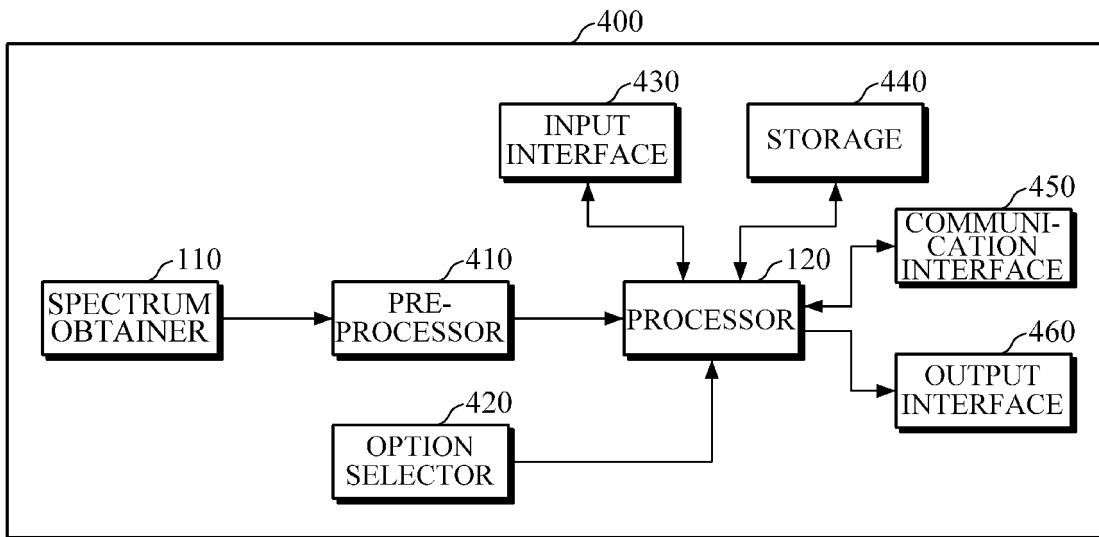 400
430
INPUT
INTERFACE
440
STORAGE
450
COMMUNI-
CATION
INTERFACE
110
SPECTRUM
OBTAINER
410
PRE-
PROCESSOR
120
PROCESSOR
460
OUTPUT
INTERFACE
420
OPTION
SELECTOR